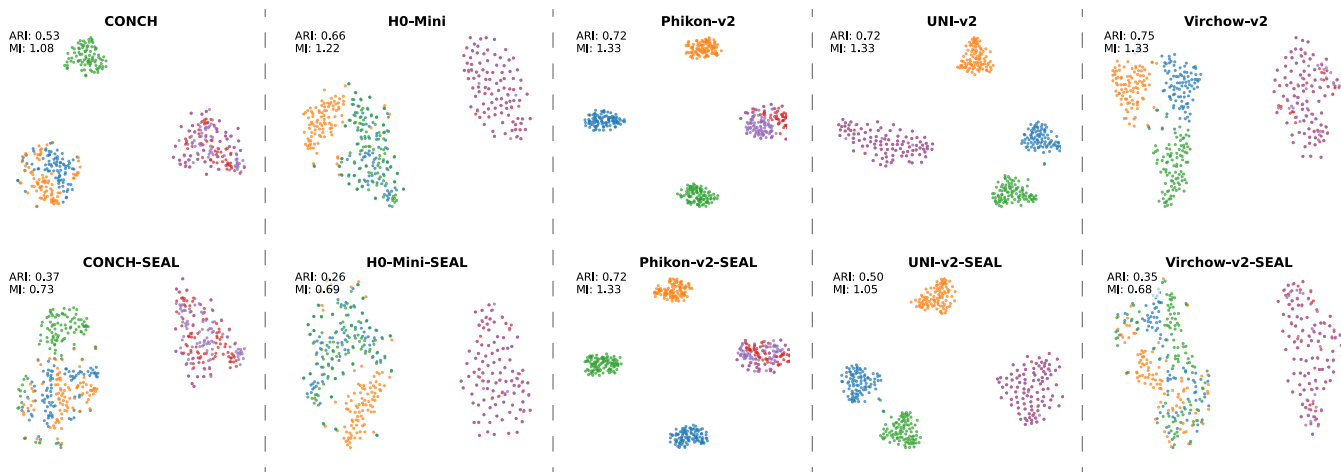 CONCH
ARI: 0.53
MI: 1.08
H0-Mini
ARI: 0.66
MI: 1.22
Phikon-v2
ARI: 0.72
MI: 1.33
UNI-v2
ARI: 0.72
MI: 1.33
Virchow-v2
ARI: 0.75
MI: 1.33
CONCH-SEAL
ARI: 0.37
MI: 0.73
H0-Mini-SEAL
ARI: 0.26
MI: 0.69
Phikon-v2-SEAL
ARI: 0.72
MI: 1.33
UNI-v2-SEAL
ARI: 0.50
MI: 1.05
Virchow-v2-SEAL
ARI: 0.35
MI: 0.68